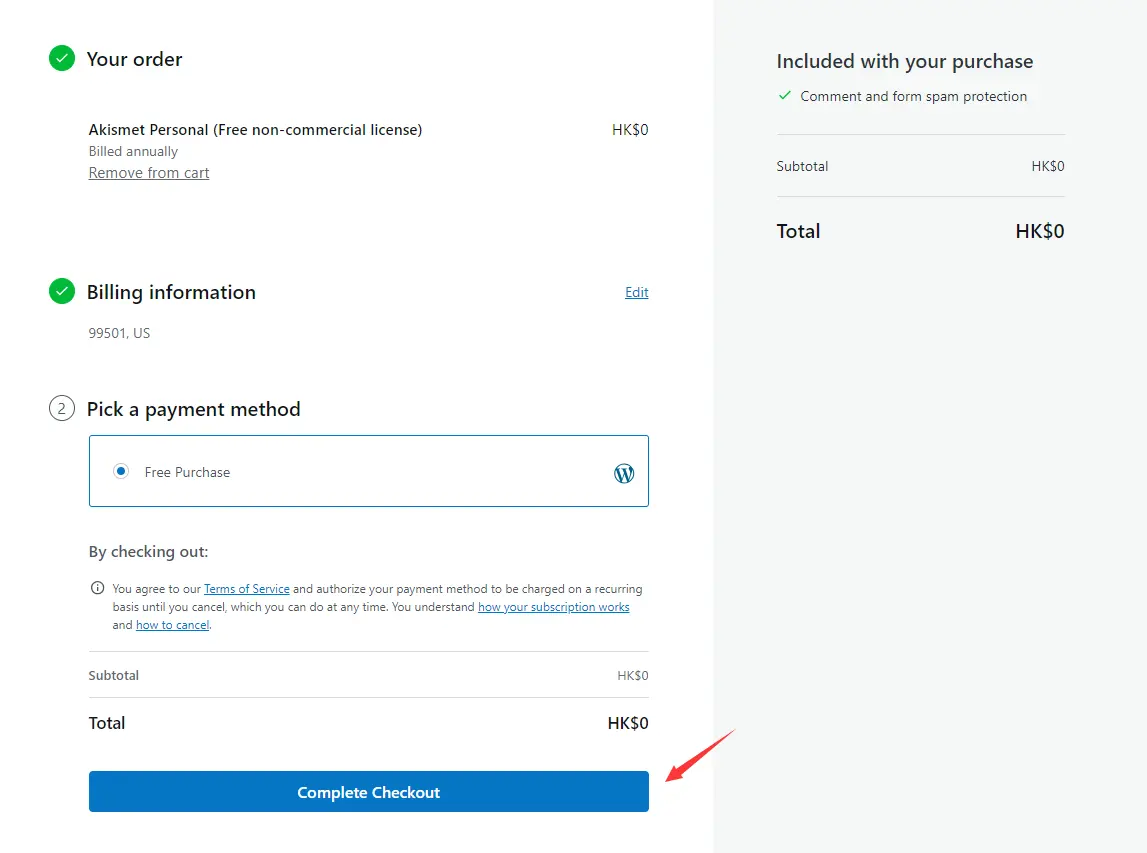 Your order
Akismet Personal (Free non-commercial license) HK$0
Billed annually
Remove from cart
Billing information Edit
99501, US
2 Pick a payment method
Free Purchase
By checking out:
You agree to our Terms of Service and authorize your payment method to be charged on a recurring
basis until you cancel, which you can do at any time. You understand how your subscription works
and how to cancel.
Subtotal HK$0
Total HK$0
Complete Checkout
Included with your purchase
Comment and form spam protection
Subtotal HK$0
Total HK$0